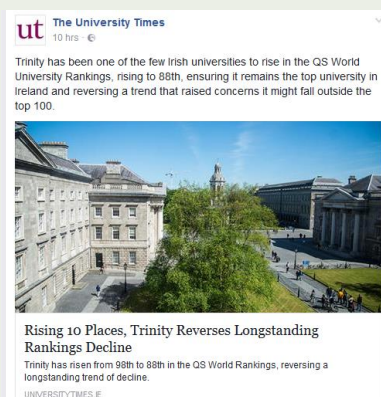 ut
The University Times
10 hrs ·
Trinity has been one of the few Irish universities to rise in the QS World
University Rankings, rising to 88th, ensuring it remains the top university in
Ireland and reversing a trend that raised concerns it might fall outside the
top 100.
Rising 10 Places, Trinity Reverses Longstanding
Rankings Decline
Trinity has risen from 98th to 88th in the QS World Rankings, reversing a
longstanding trend of decline.
UNIVERSITYTIMES.IE